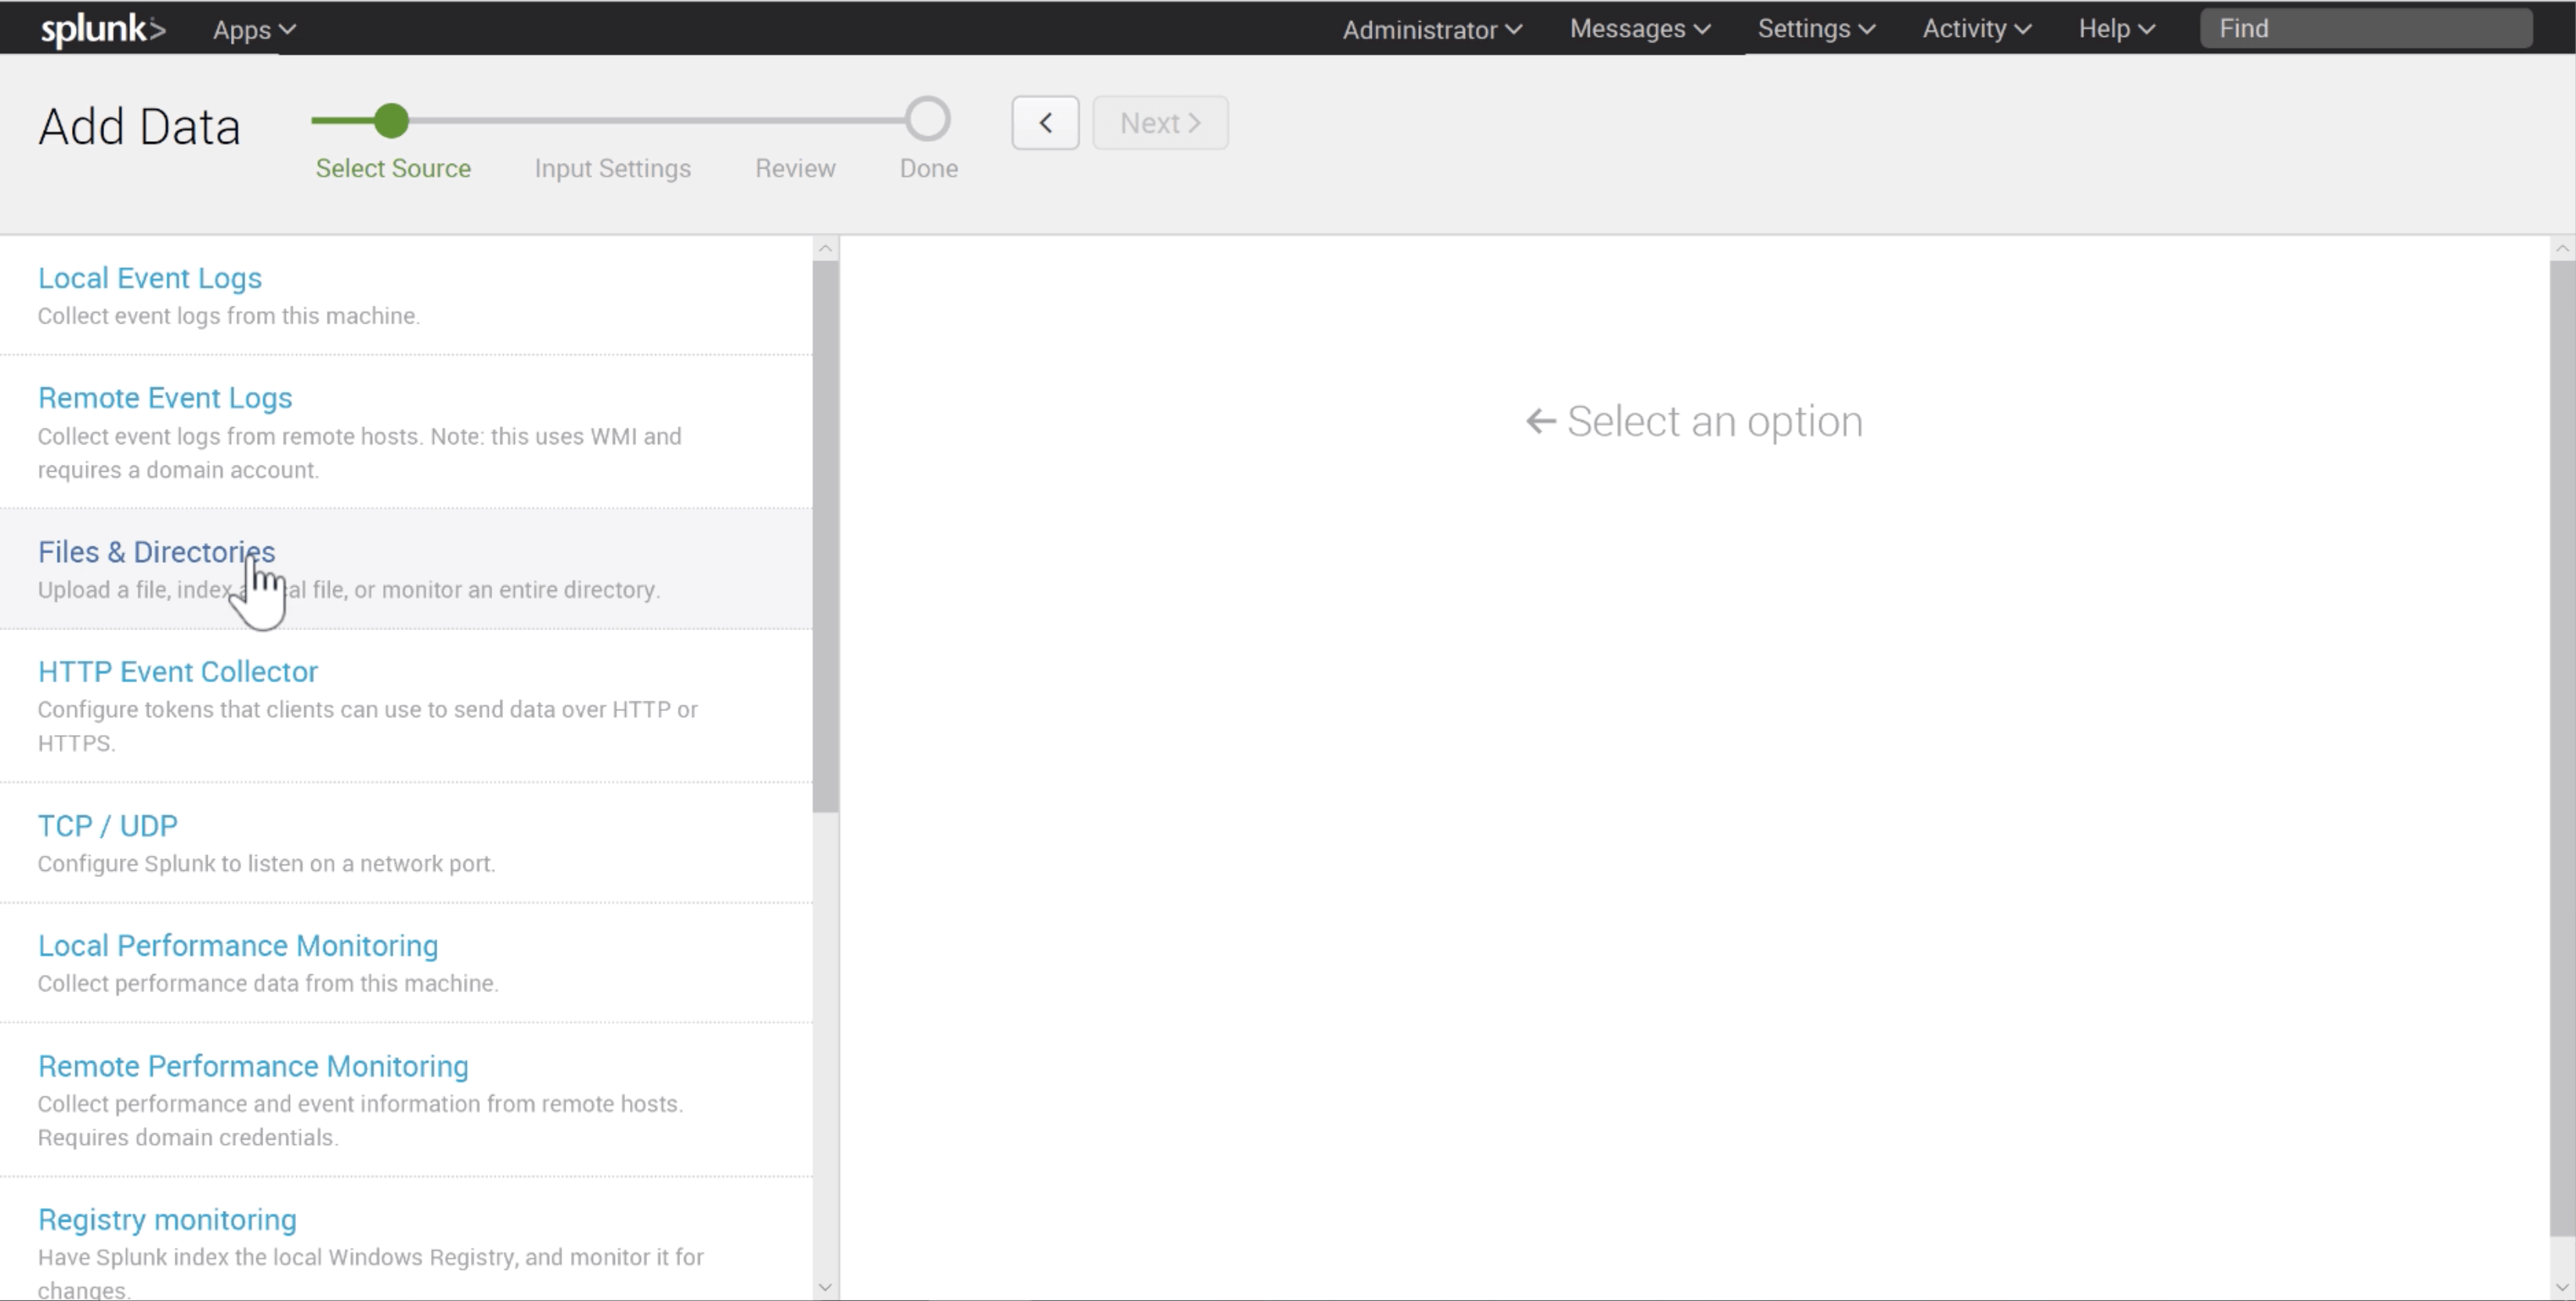 splunk> Apps Administrator Messages Settings Activity Help Find
Add Data
Select Source Input Settings Review Done
Next >
Local Event Logs
Collect event logs from this machine.
Remote Event Logs
Collect event logs from remote hosts. Note: this uses WMI and
requires a domain account.
Files & Directories
Upload a file, index file, or monitor an entire directory.
HTTP Event Collector
Configure tokens that clients can use to send data over HTTP or
HTTPS.
TCP / UDP
Configure Splunk to listen on a network port.
Local Performance Monitoring
Collect performance data from this machine.
Remote Performance Monitoring
Collect performance and event information from remote hosts.
Requires domain credentials.
Registry monitoring
Have Splunk index the local Windows Registry, and monitor it for
changes.
← Select an option